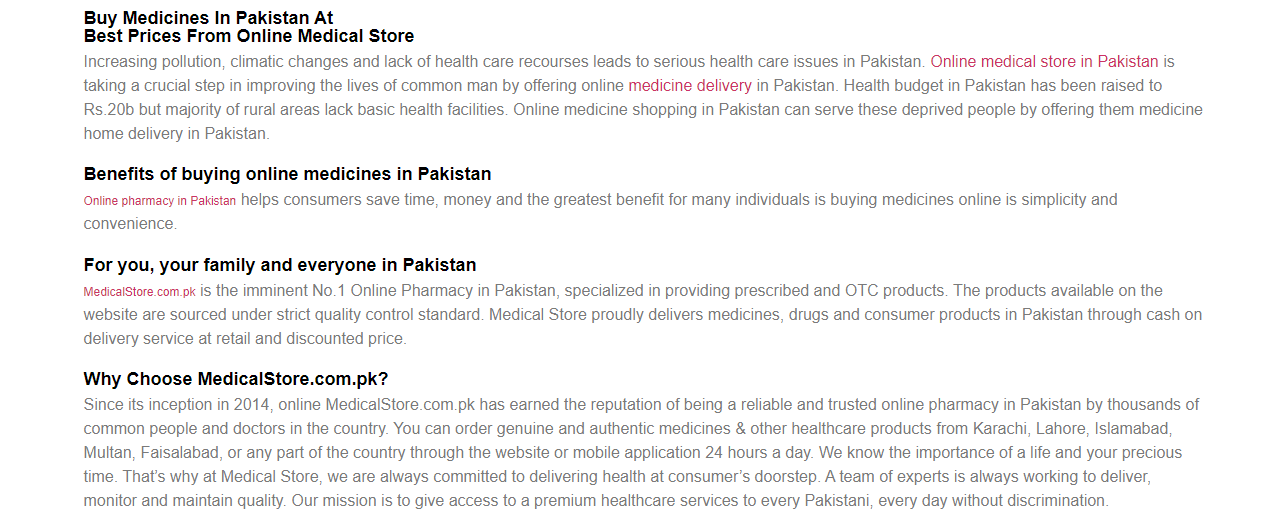 Buy Medicines In Pakistan At
Best Prices From Online Medical Store
Increasing pollution, climatic changes and lack of health care recourses leads to serious health care issues in Pakistan. Online medical store in Pakistan is
taking a crucial step in improving the lives of common man by offering online medicine delivery in Pakistan. Health budget in Pakistan has been raised to
Rs.20b but majority of rural areas lack basic health facilities. Online medicine shopping in Pakistan can serve these deprived people by offering them medicine
home delivery in Pakistan.
Benefits of buying online medicines in Pakistan
Online pharmacy in Pakistan helps consumers save time, money and the greatest benefit for many individuals is buying medicines online is simplicity and
convenience.
For you, your family and everyone in Pakistan
MedicalStore.com.pk is the imminent No.1 Online Pharmacy in Pakistan, specialized in providing prescribed and OTC products. The products available on the
website are sourced under strict quality control standard. Medical Store proudly delivers medicines, drugs and consumer products in Pakistan through cash on
delivery service at retail and discounted price.
Why Choose MedicalStore.com.pk?
Since its inception in 2014, online MedicalStore.com.pk has earned the reputation of being a reliable and trusted online pharmacy in Pakistan by thousands of
common people and doctors in the country. You can order genuine and authentic medicines & other healthcare products from Karachi, Lahore, Islamabad,
Multan, Faisalabad, or any part of the country through the website or mobile application 24 hours a day. We know the importance of a life and your precious
time. That’s why at Medical Store, we are always committed to delivering health at consumer’s doorstep. A team of experts is always working to deliver,
monitor and maintain quality. Our mission is to give access to a premium healthcare services to every Pakistani, every day without discrimination.